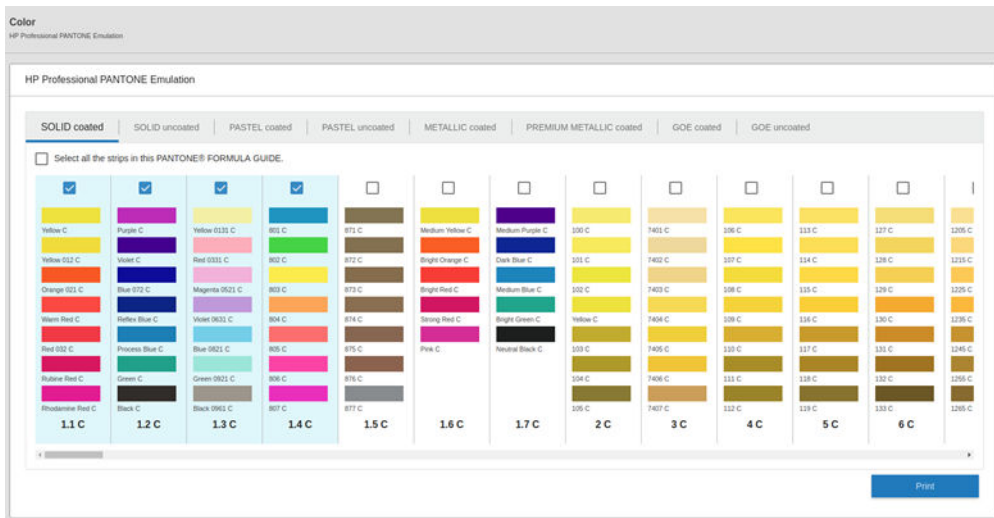 Color
HP Professional PANTONE Emulation
HP Professional PANTONE Emulation
SOLID coated SOLID uncoated PASTEL coated PASTEL uncoated METALLIC coated PREMIUM METALLIC coated GOE coated GOE uncoated
Select all the strips in this PANTONE® FORMULA GUIDE.
Yellow C Purple C Yellow 0131 C 801 C 871 C Medium Yellow C Medium Purple C 100 C 7401 C 106 C 113 C 127 C 1205 C
Yellow 012 C Violet C Red 0331 C 802 C 872 C Bright Orange C Dark Blue C 101 C 7402 C 107 C 114 C 128 C 1215 C
Orange 021 C Blue 072 C Magenta 0521 C 803 C 873 C Bright Red C Medium Blue C 102 C 7403 C 108 C 115 C 129 C 1225 C
Warm Red C Reflex Blue C Violet 0631 C 804 C 874 C Strong Red C Bright Green C Yellow C 7404 C 109 C 116 C 130 C 1235 C
Red 032 C Process Blue C Blue 0821 C 805 C 875 C Pink C Neutral Black C 103 C 7405 C 110 C 117 C 131 C 1245 C
Rubine Red C Green C Green 0921 C 806 C 876 C 104 C 7406 C 111 C 118 C 132 C 1255 C
Rhodamine Red C Black C Black 0961 C 807 C 877 C 105 C 7407 C 112 C 119 C 133 C 1265 C
1.1 C 1.2 C 1.3 C 1.4 C 1.5 C 1.6 C 1.7 C 2 C 3 C 4 C 5 C 6 C
Print